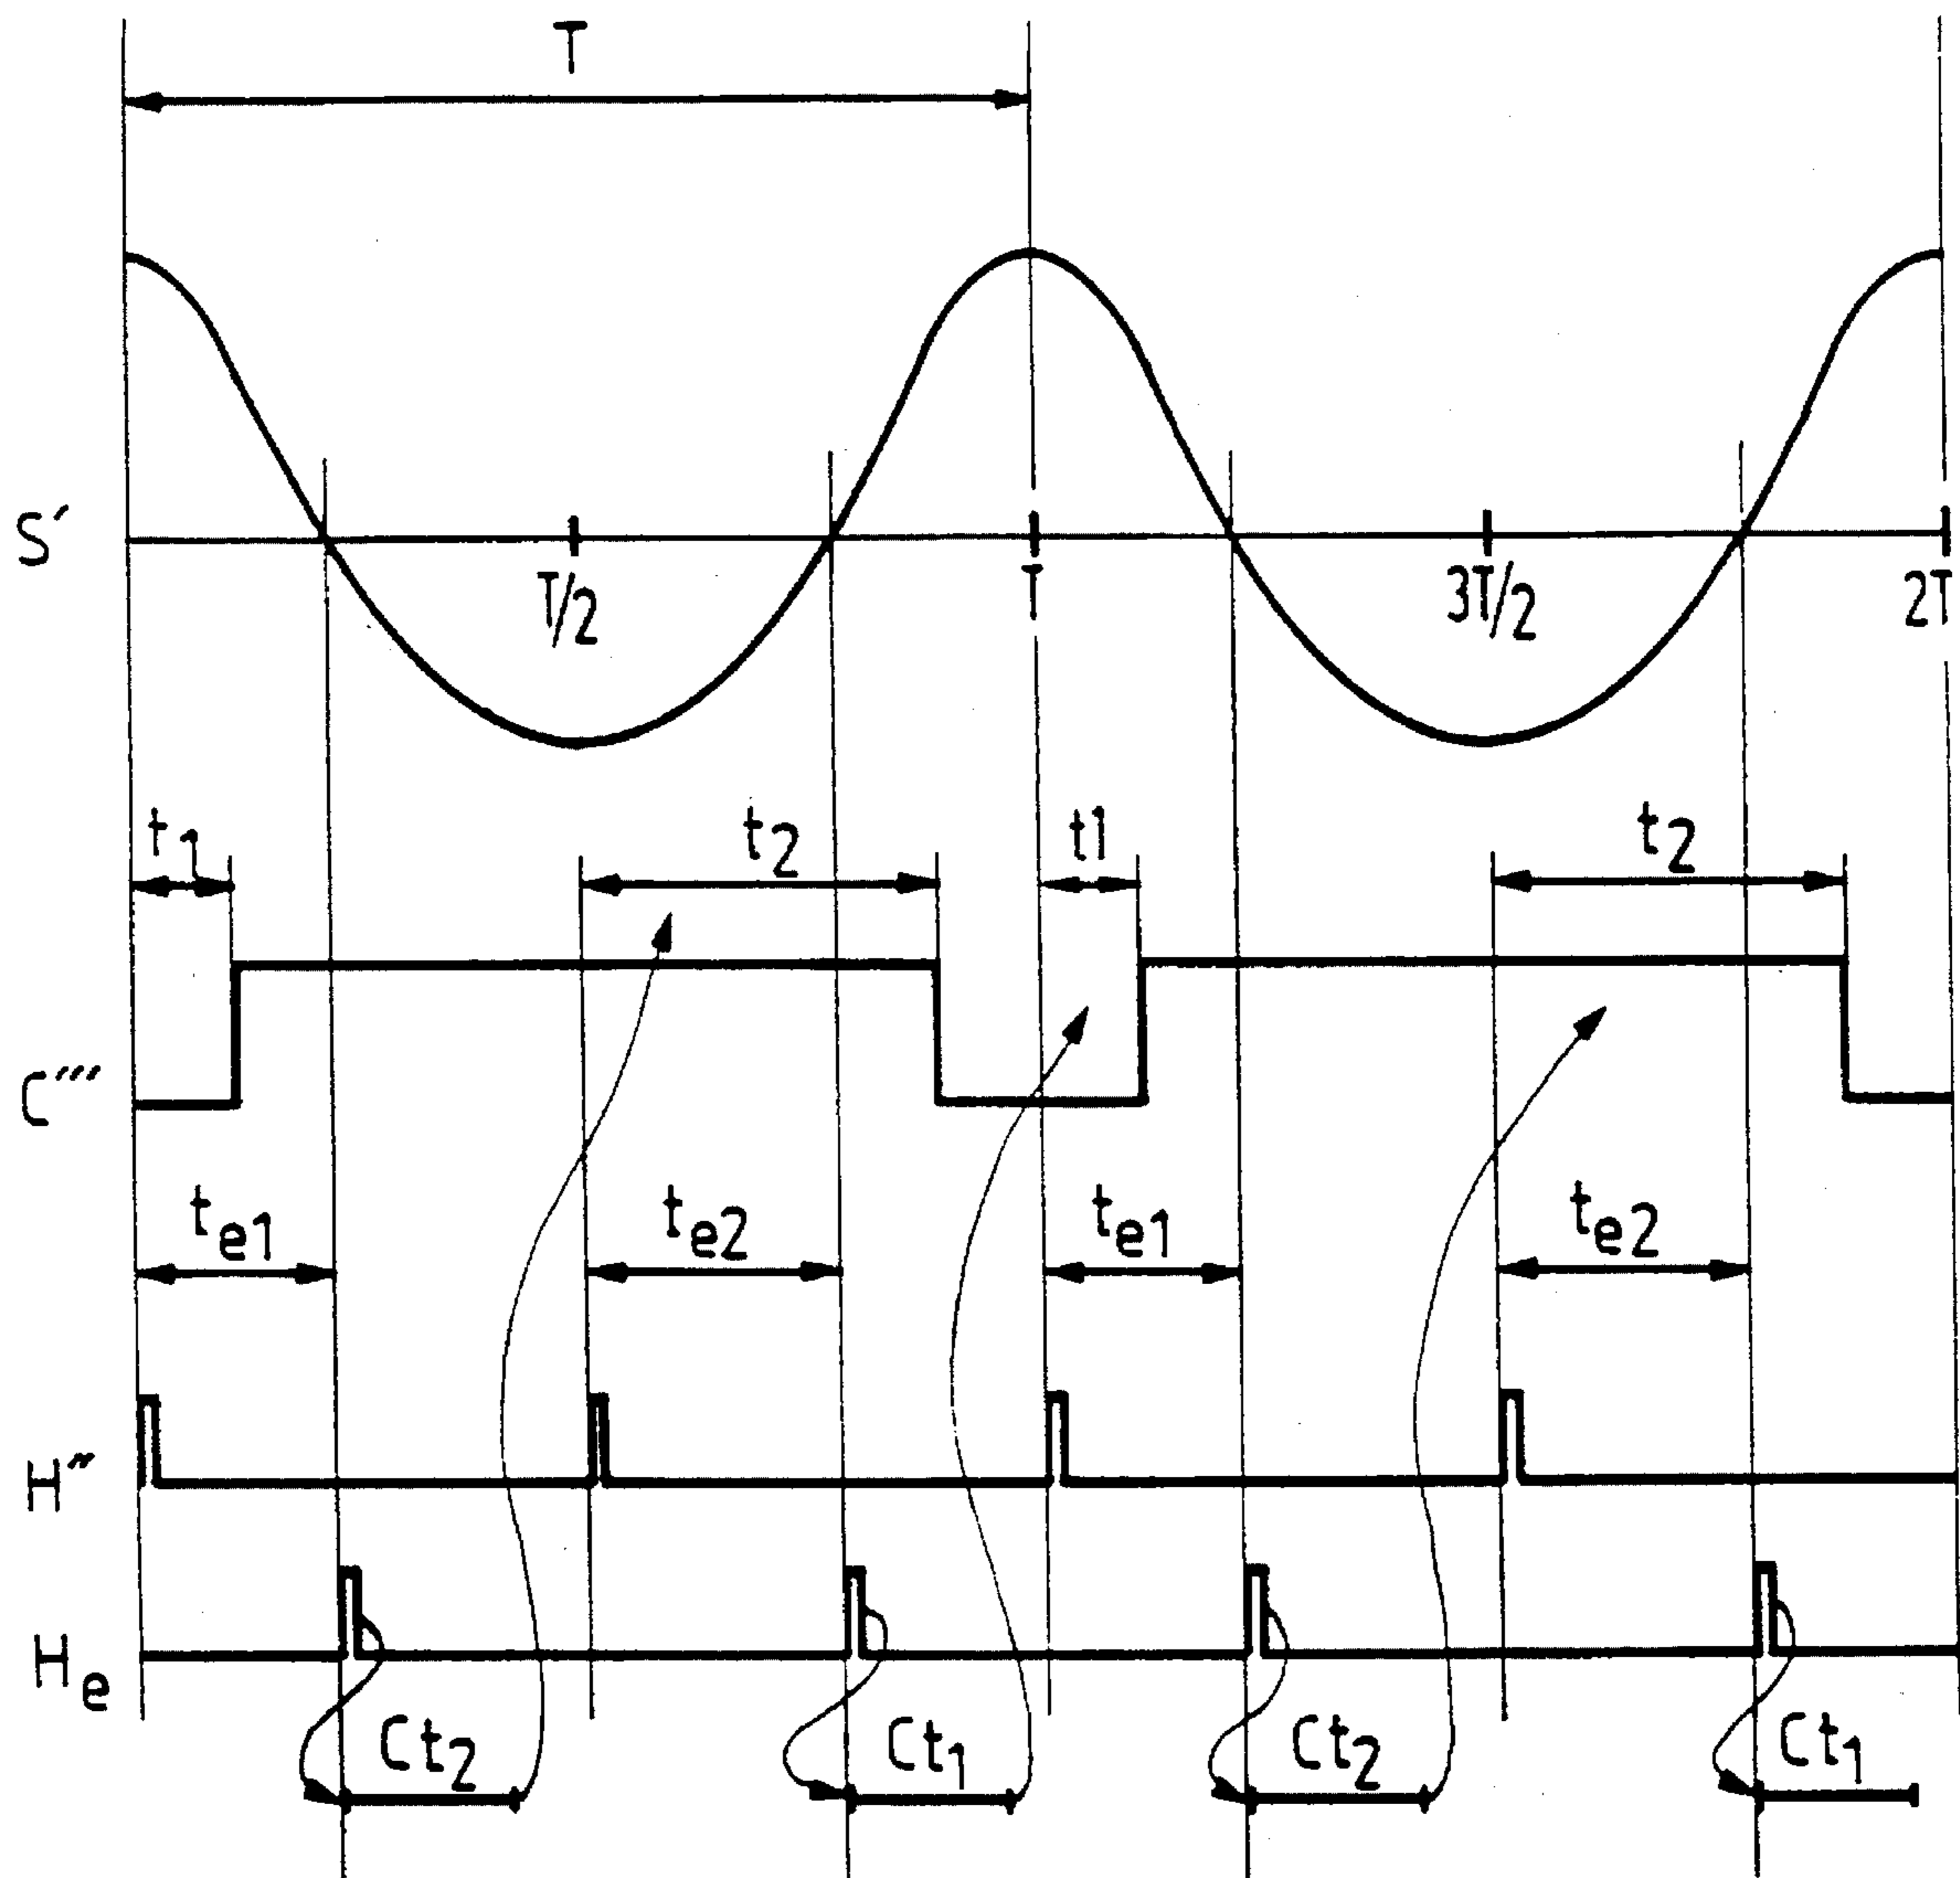 T
S′
T/2
T
3T/2
2T
t₁
t₂
t1
t₂
C‴
tₑ₁
tₑ₂
tₑ₁
tₑ₂
H″
Hₑ
Ct₂
Ct₁
Ct₂
Ct₁